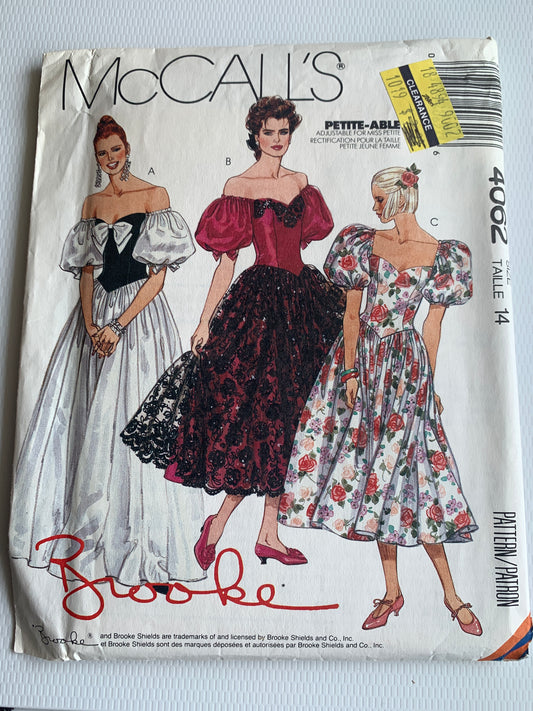 McCALL'S®
PETITE-ABLE
ADJUSTABLE FOR MISS PETITE
RECTIFICATION POUR LA TAILLE
PETITE JEUNE FEMME
CLEARANCE
A
B
C
D
6
4062
TAILLE 14
PATTERN/PATRON
Brooke
Brooke® and Brooke Shields are trademarks of and licensed by Brooke Shields and Co., Inc.
et Brooke Shields sont des marques déposées et autorisées par Brooke Shields and Co., Inc.